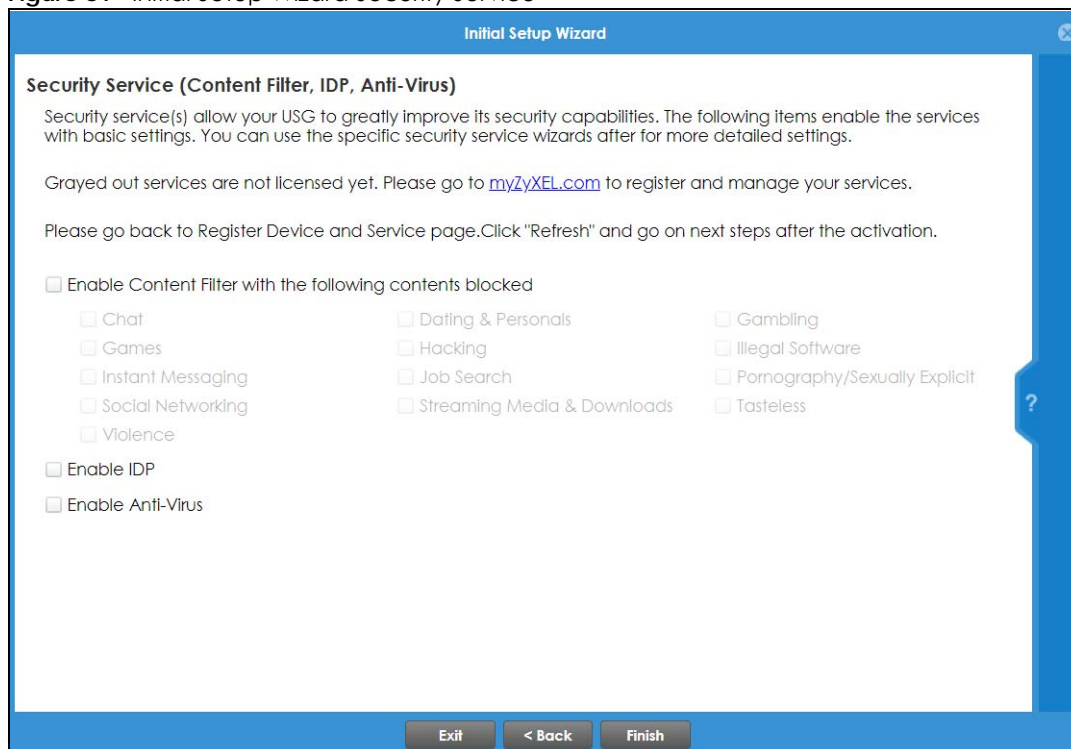 Initial Setup Wizard
Security Service (Content Filter, IDP, Anti-Virus)
Security service(s) allow your USG to greatly improve its security capabilities. The following items enable the services
with basic settings. You can use the specific security service wizards after for more detailed settings.
Grayed out services are not licensed yet. Please go to myZyXEL.com to register and manage your services.
Please go back to Register Device and Service page.Click "Refresh" and go on next steps after the activation.
Enable Content Filter with the following contents blocked
Chat Dating & Personals Gambling
Games Hacking Illegal Software
Instant Messaging Job Search Pornography/Sexually Explicit
Social Networking Streaming Media & Downloads Tasteless
?
Violence
Enable IDP
Enable Anti-Virus
Exit < Back Finish